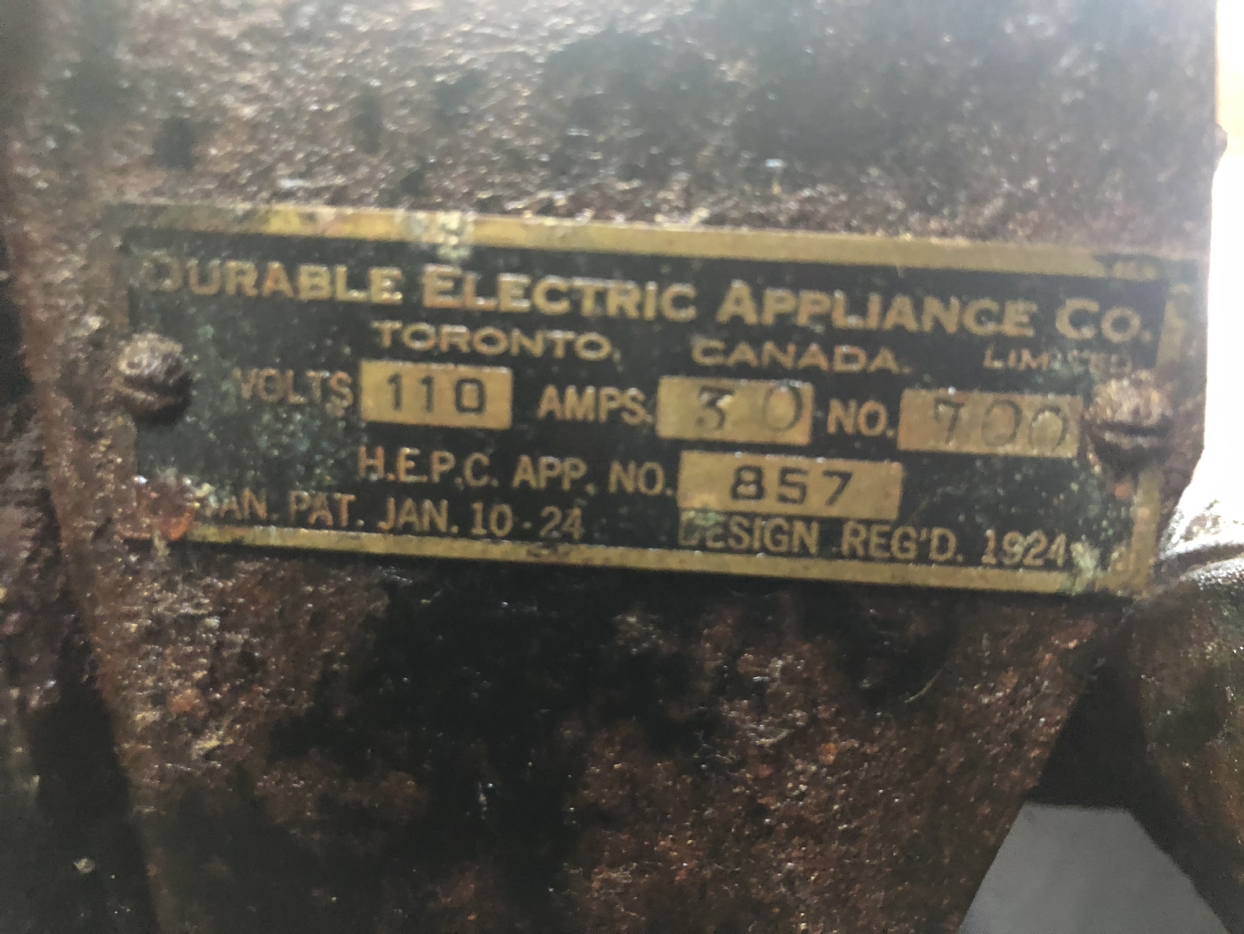 DURABLE ELECTRIC APPLIANCE CO.
TORONTO, CANADA. LIMITED
VOLTS 110 AMPS. 30 NO. 700
H.E.P.C. APP. NO. 857
CAN. PAT. JAN. 10-24 DESIGN REG'D. 1924